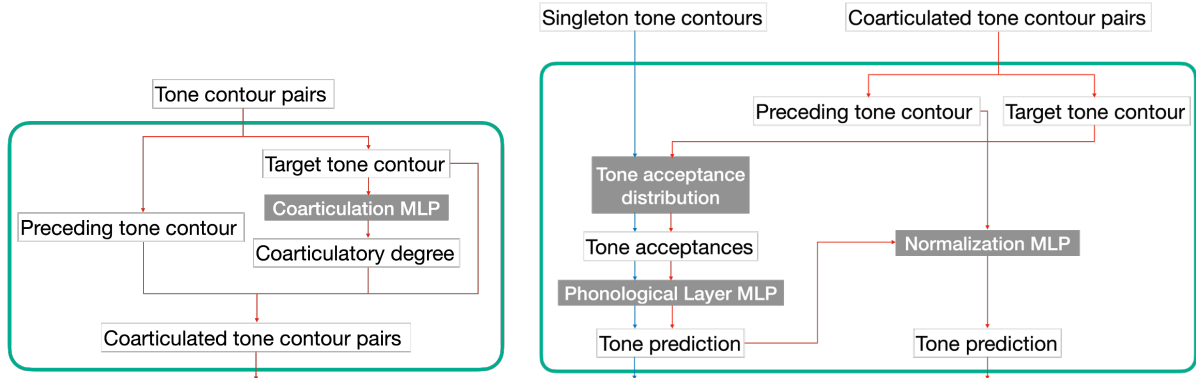 Tone contour pairs
Target tone contour
Coarticulation MLP
Preceding tone contour
Coarticulatory degree
Coarticulated tone contour pairs
Singleton tone contours
Coarticulated tone contour pairs
Preceding tone contour
Target tone contour
Tone acceptance
distribution
Tone acceptances
Normalization MLP
Phonological Layer MLP
Tone prediction
Tone prediction